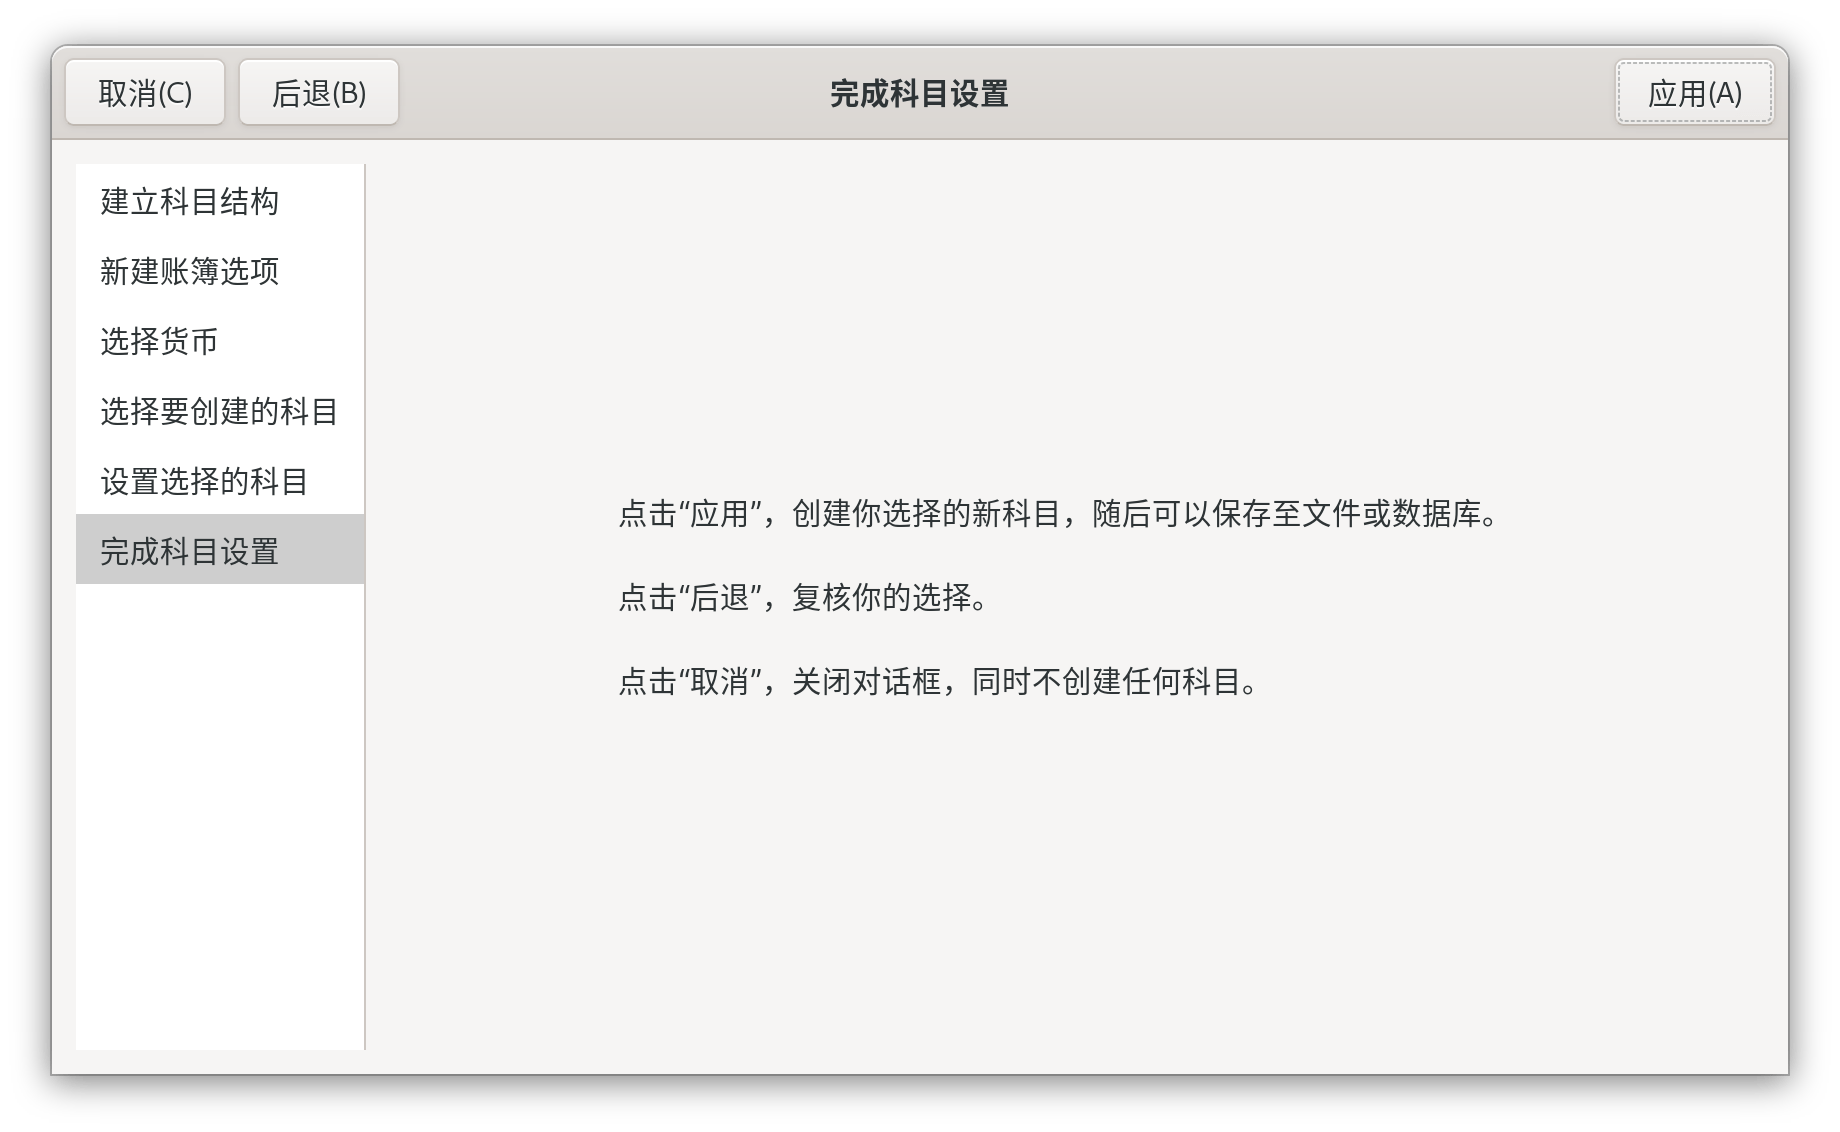 取消(C)
后退(B)
完成科目设置
应用(A)
建立科目结构
新建账簿选项
选择货币
选择要创建的科目
设置选择的科目
完成科目设置
点击“应用”，创建你选择的新科目，随后可以保存至文件或数据库。
点击“后退”，复核你的选择。
点击“取消”，关闭对话框，同时不创建任何科目。